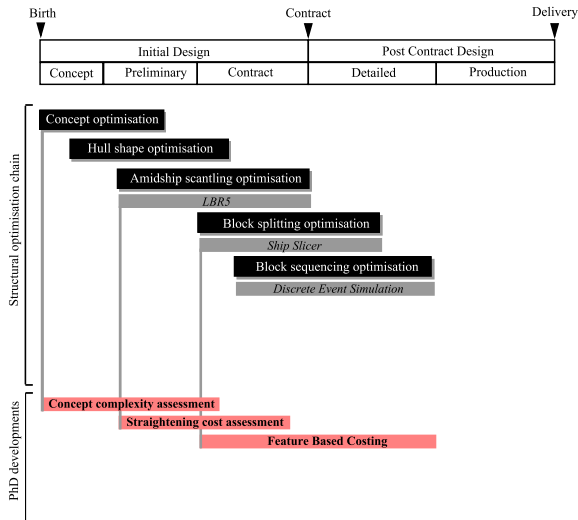 Birth
Contract
Delivery
Initial Design
Post Contract Design
Concept
Preliminary
Contract
Detailed
Production
Structural optimisation chain
Concept optimisation
Hull shape optimisation
Amidship scantling optimisation
LBR5
Block splitting optimisation
Ship Slicer
Block sequencing optimisation
Discrete Event Simulation
PhD developments
Concept complexity assessment
Straightening cost assessment
Feature Based Costing